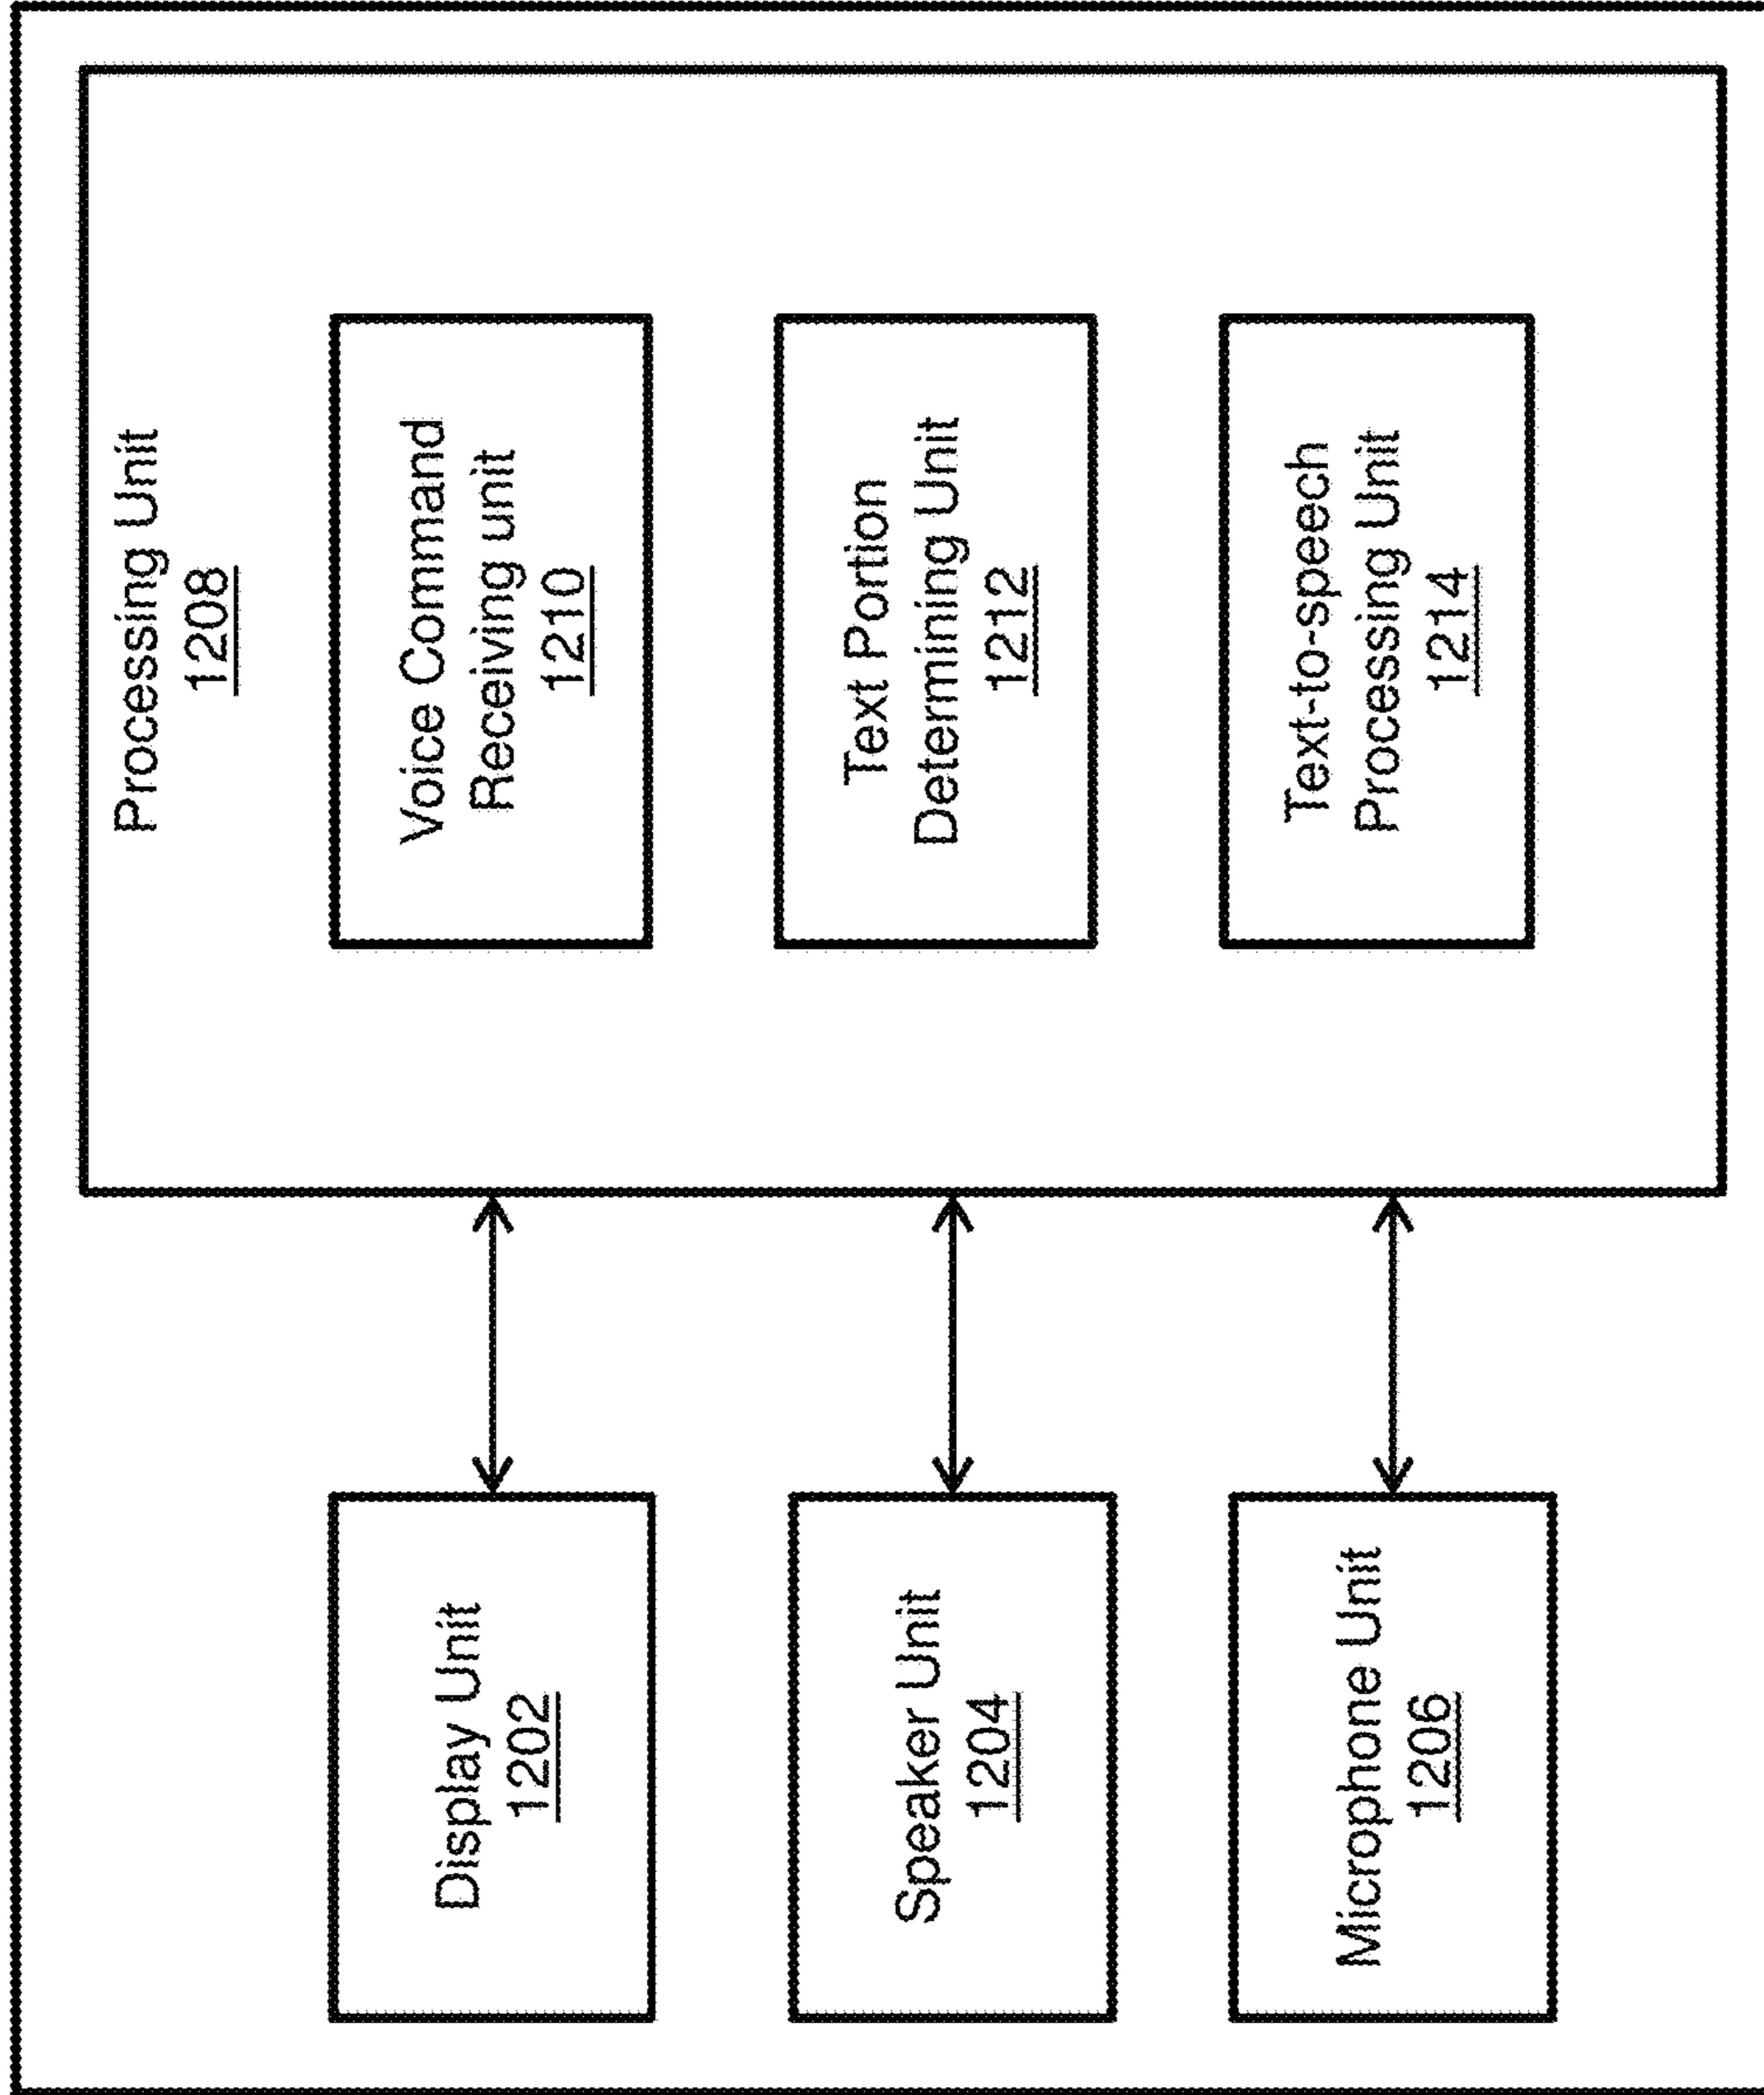 Processing Unit
1208
Display Unit
1202
Voice Command
Receiving unit
1210
Speaker Unit
1204
Text Portion
Determining Unit
1212
Microphone Unit
1206
Text-to-speech
Processing Unit
1214